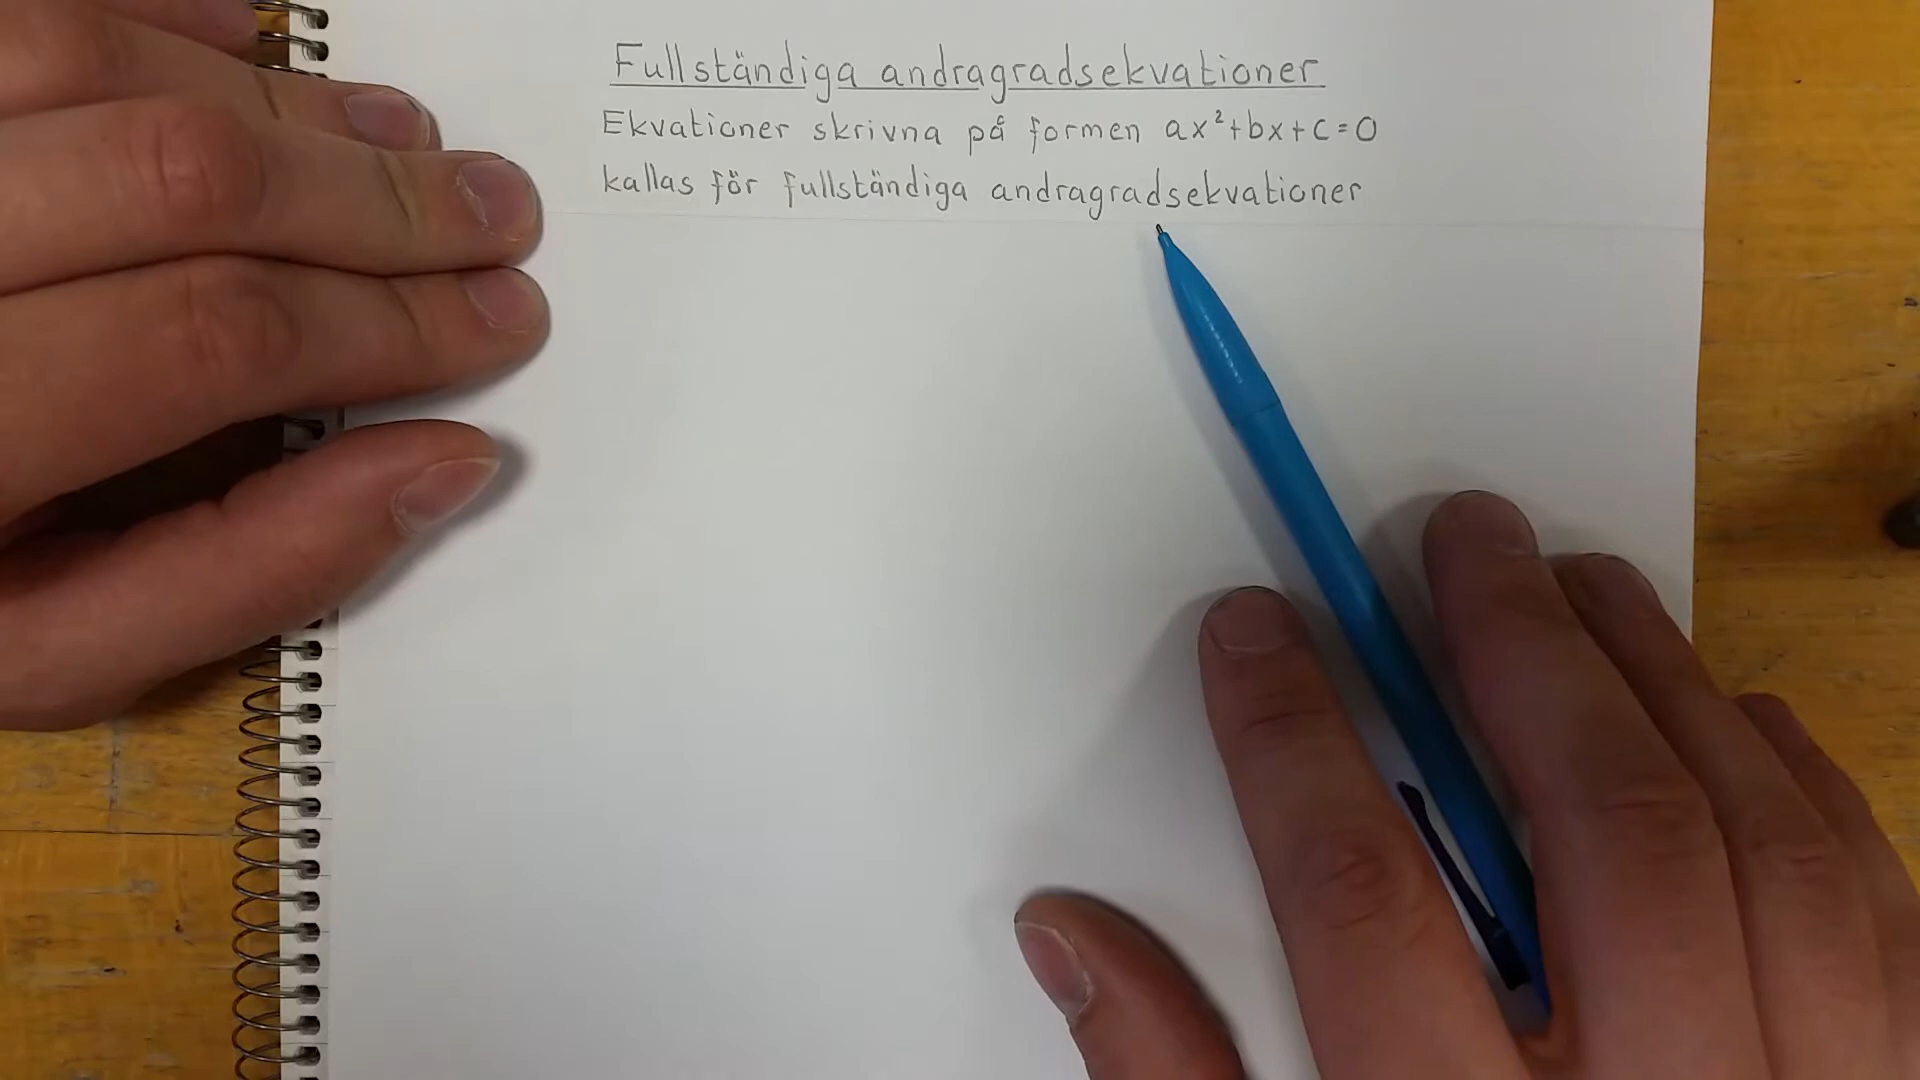 Fullständiga andragradsekvationer
Ekvationer skrivna på formen ax²+bx+c=0
kallas för fullständiga andragradsekvationer